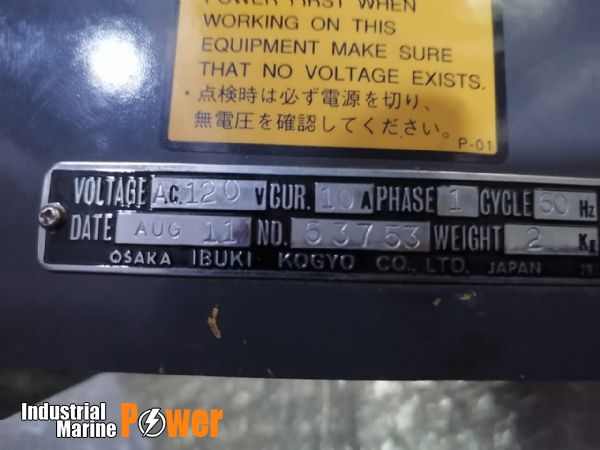 POWER FIRST WHEN
WORKING ON THIS
EQUIPMENT MAKE SURE
THAT NO VOLTAGE EXISTS.
・点検時は必ず電源を切り、
無電圧を確認してください。
P-01
VOLTAGE AC.120 V CUR. 10 A PHASE 1 CYCLE 60 Hz
DATE AUG 11 NO. 53753 WEIGHT 2
OSAKA IBUKI KOGYO CO., LTD. JAPAN
Industrial
Marine Power